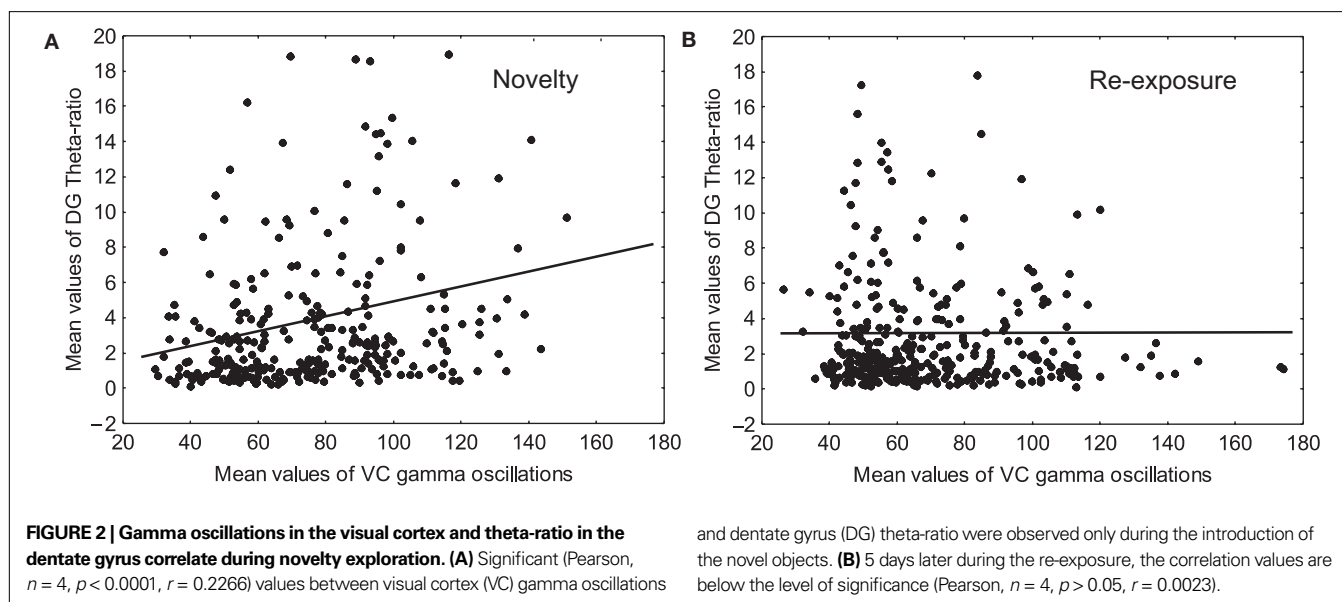 A
20
18
16
14
12
10
8
6
4
2
0
−2
Mean values of DG Theta-ratio
Novelty
20 40 60 80 100 120 140 160 180
Mean values of VC gamma oscillations
B
20
18
16
14
12
10
8
6
4
2
0
−2
Mean values of DG Theta-ratio
Re-exposure
20 40 60 80 100 120 140 160 180
Mean values of VC gamma oscillations
FIGURE 2 | Gamma oscillations in the visual cortex and theta-ratio in the
dentate gyrus correlate during novelty exploration. (A) Significant (Pearson,
n = 4, p < 0.0001, r = 0.2266) values between visual cortex (VC) gamma oscillations
and dentate gyrus (DG) theta-ratio were observed only during the introduction of
the novel objects. (B) 5 days later during the re-exposure, the correlation values are
below the level of significance (Pearson, n = 4, p > 0.05, r = 0.0023).